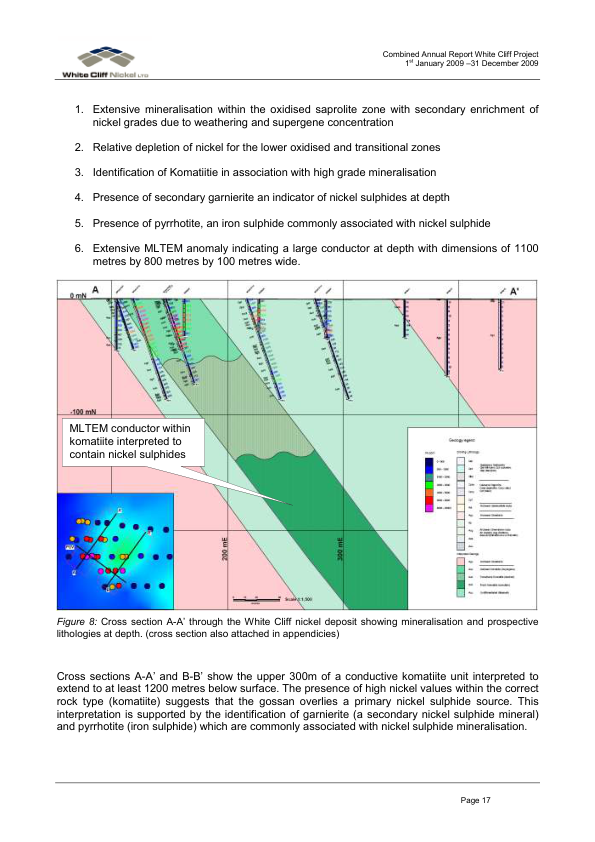 White Cliff Nickel LTD
Combined Annual Report White Cliff Project
1st January 2009 –31 December 2009
1. Extensive mineralisation within the oxidised saprolite zone with secondary enrichment of
nickel grades due to weathering and supergene concentration
2. Relative depletion of nickel for the lower oxidised and transitional zones
3. Identification of Komatiitie in association with high grade mineralisation
4. Presence of secondary garnierite an indicator of nickel sulphides at depth
5. Presence of pyrrhotite, an iron sulphide commonly associated with nickel sulphide
6. Extensive MLTEM anomaly indicating a large conductor at depth with dimensions of 1100
metres by 800 metres by 100 metres wide.
A
A'
0 mN
-100 mN
MLTEM conductor within
komatiite interpreted to
contain nickel sulphides
200 mE
300 mE
Scale 1:1,500
Geology legend
Figure 8: Cross section A-A' through the White Cliff nickel deposit showing mineralisation and prospective
lithologies at depth. (cross section also attached in appendicies)
Cross sections A-A' and B-B' show the upper 300m of a conductive komatiite unit interpreted to
extend to at least 1200 metres below surface. The presence of high nickel values within the correct
rock type (komatiite) suggests that the gossan overlies a primary nickel sulphide source. This
interpretation is supported by the identification of garnierite (a secondary nickel sulphide mineral)
and pyrrhotite (iron sulphide) which are commonly associated with nickel sulphide mineralisation.
Page 17